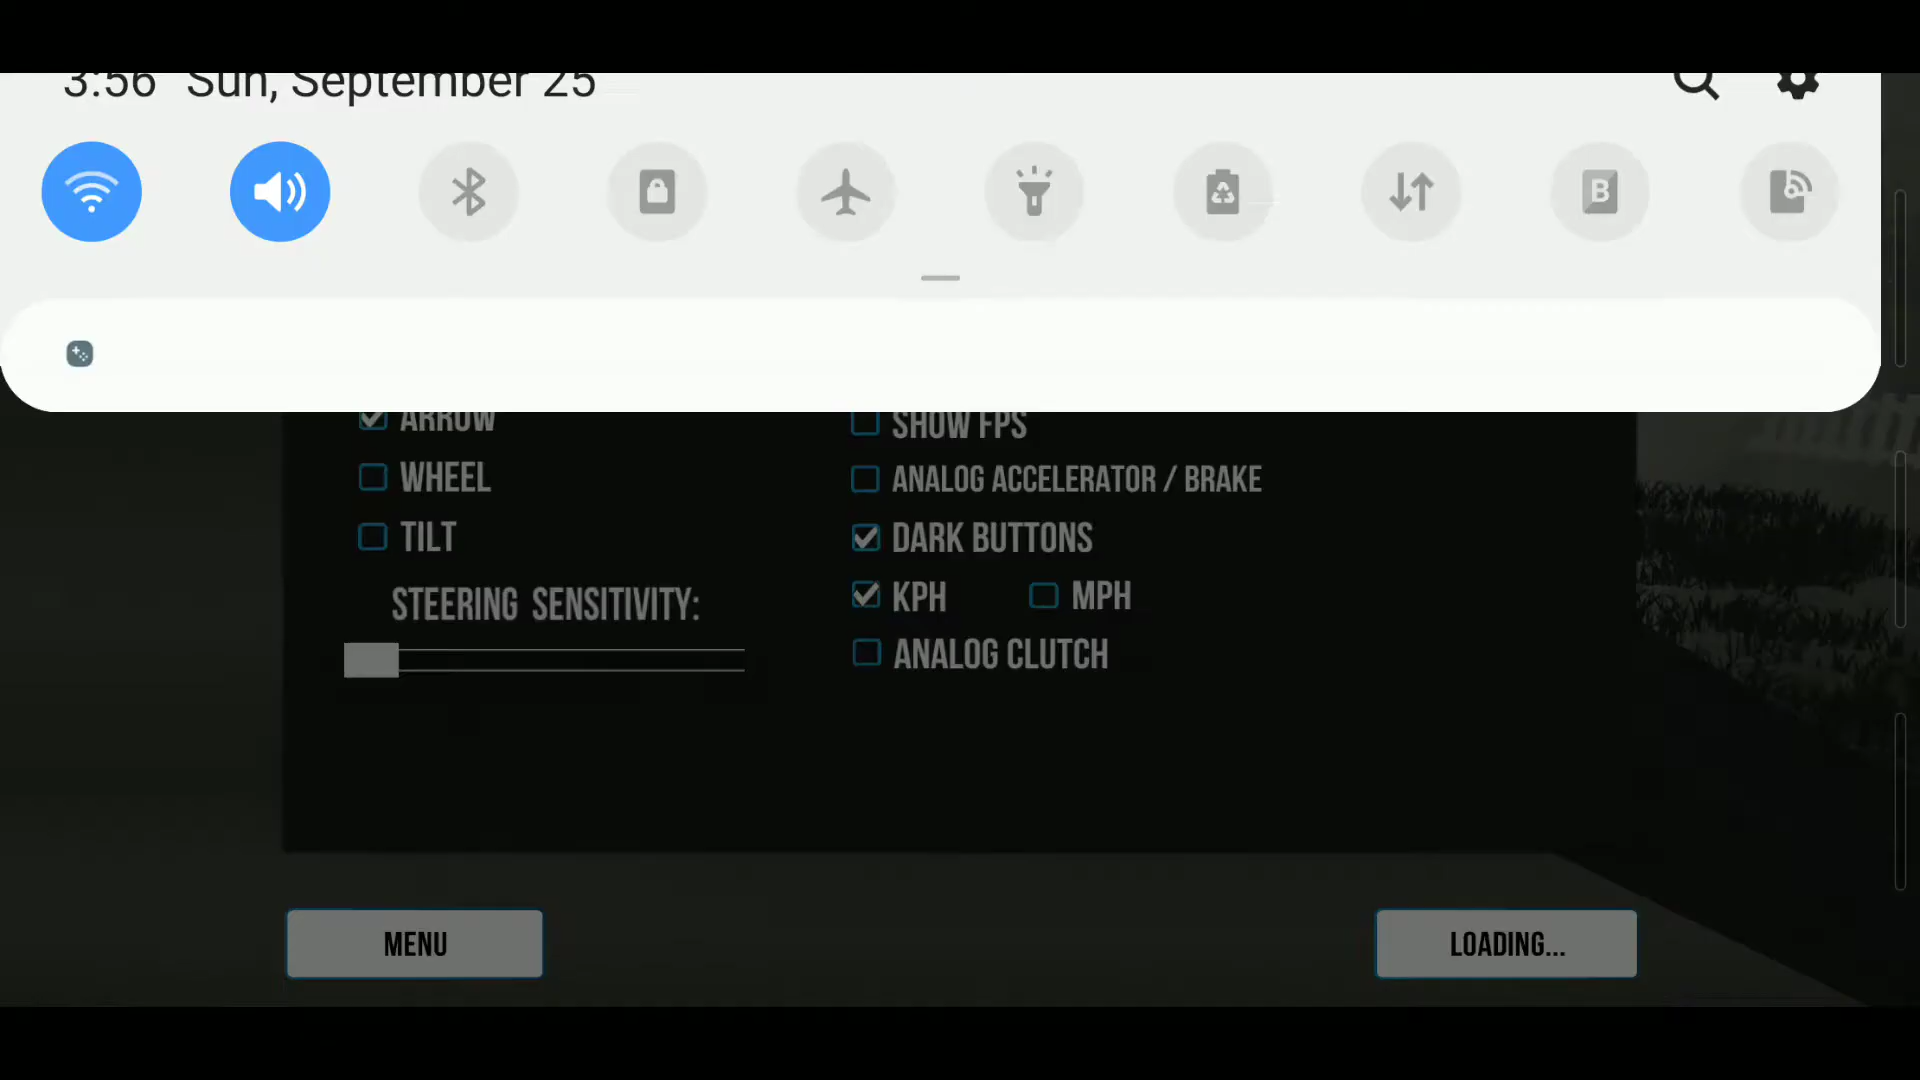 3:56 Sun, September 25
B
ARROW
SHOW FPS
WHEEL
ANALOG ACCELERATOR / BRAKE
TILT
DARK BUTTONS
STEERING SENSITIVITY:
KPH
MPH
ANALOG CLUTCH
MENU
LOADING...